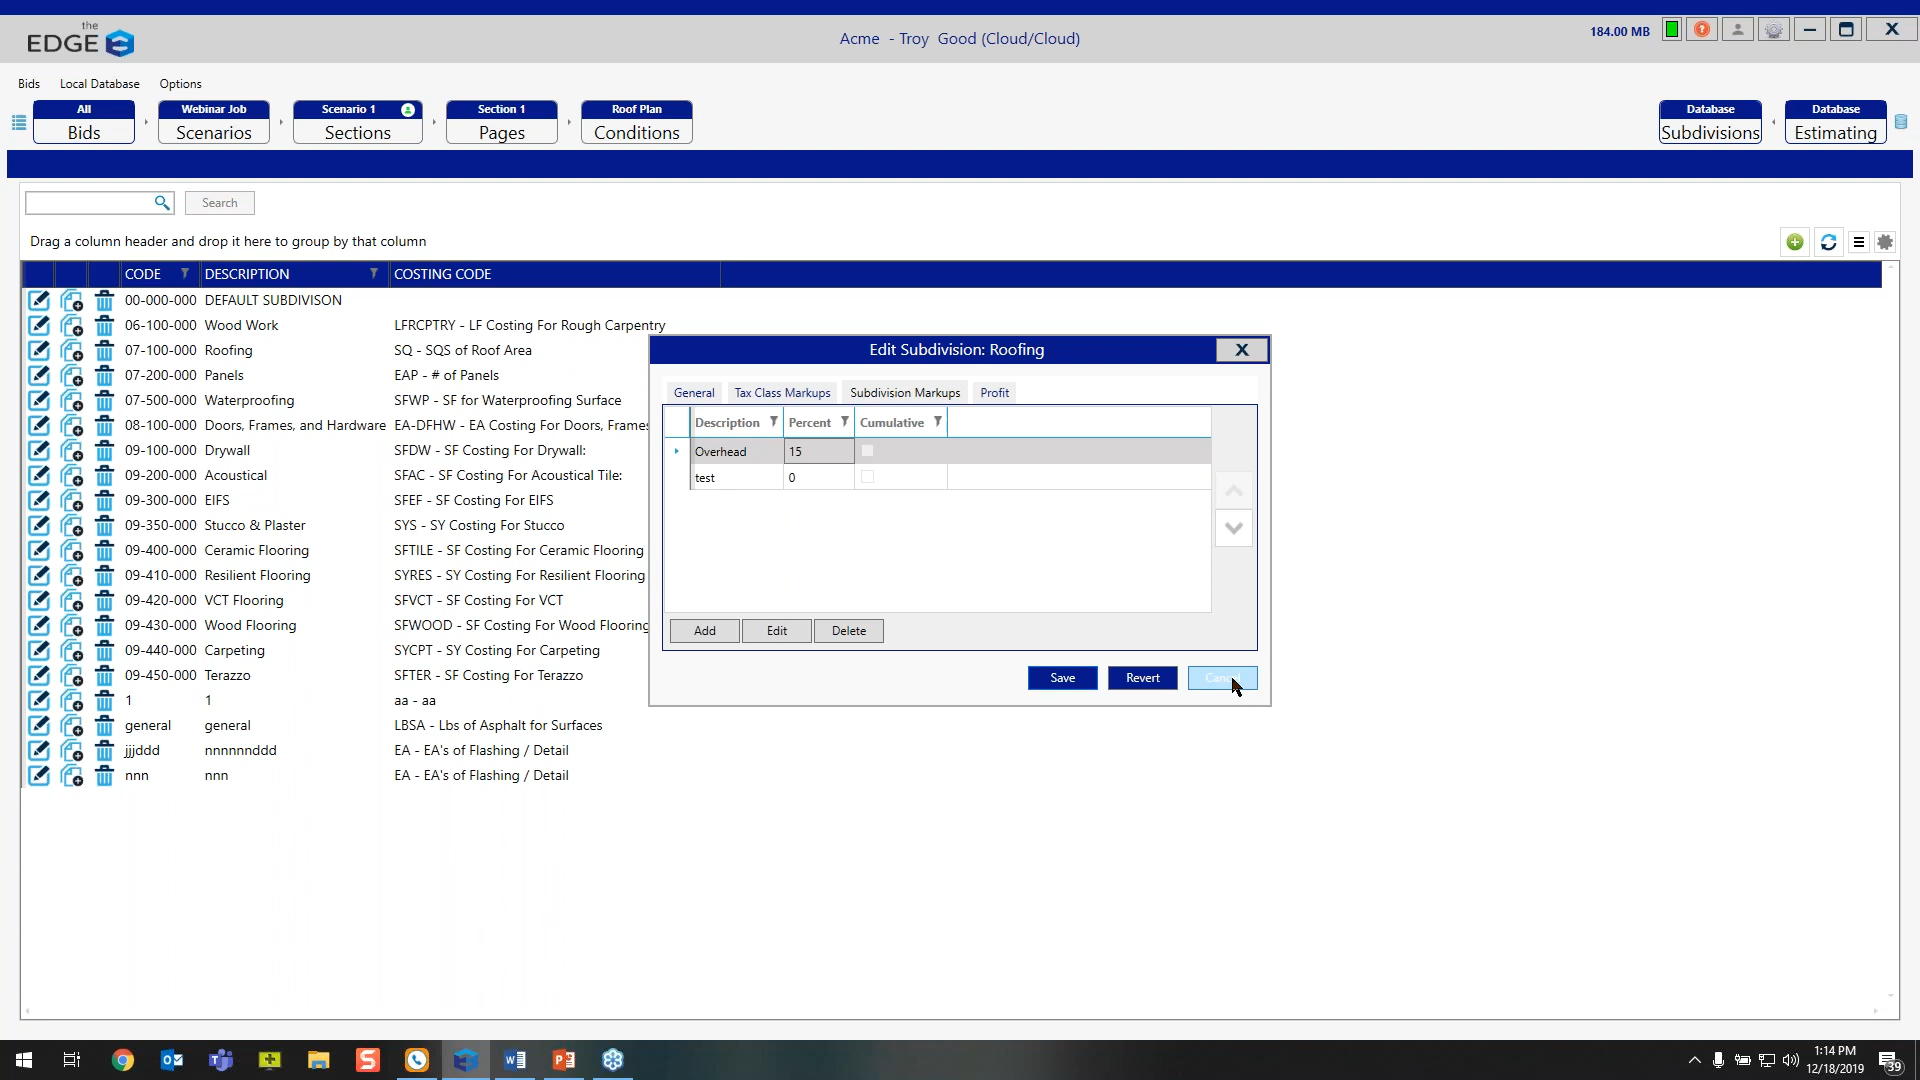 the
EDGE
Acme - Troy Good (Cloud/Cloud)
184.00 MB
Bids Local Database Options
All
Bids
Webinar Job
Scenarios
Scenario 1
Sections
Section 1
Pages
Roof Plan
Conditions
Database
Subdivisions
Database
Estimating
Search
Drag a column header and drop it here to group by that column
CODE DESCRIPTION COSTING CODE
00-000-000 DEFAULT SUBDIVISON
06-100-000 Wood Work LFRCPTRY - LF Costing For Rough Carpentry
07-100-000 Roofing SQ - SQS of Roof Area
07-200-000 Panels EAP - # of Panels
07-500-000 Waterproofing SFWP - SF for Waterproofing Surface
08-100-000 Doors, Frames, and Hardware EA-DFHW - EA Costing For Doors, Frames
09-100-000 Drywall SFDW - SF Costing For Drywall:
09-200-000 Acoustical SFAC - SF Costing For Acoustical Tile:
09-300-000 EIFS SFEF - SF Costing For EIFS
09-350-000 Stucco & Plaster SYS - SY Costing For Stucco
09-400-000 Ceramic Flooring SFTILE - SF Costing For Ceramic Flooring
09-410-000 Resilient Flooring SYRES - SY Costing For Resilient Flooring
09-420-000 VCT Flooring SFVCT - SF Costing For VCT
09-430-000 Wood Flooring SFWOOD - SF Costing For Wood Flooring
09-440-000 Carpeting SYCPT - SY Costing For Carpeting
09-450-000 Terazzo SFTER - SF Costing For Terazzo
1 1 aa - aa
general general LBSA - Lbs of Asphalt for Surfaces
jjjddd nnnnnnddd EA - EA's of Flashing / Detail
nnn nnn EA - EA's of Flashing / Detail
Edit Subdivision: Roofing
X
General Tax Class Markups Subdivision Markups Profit
Description Percent Cumulative
Overhead 15
test 0
Add Edit Delete
Save Revert Cancel
1:14 PM
12/18/2019
39